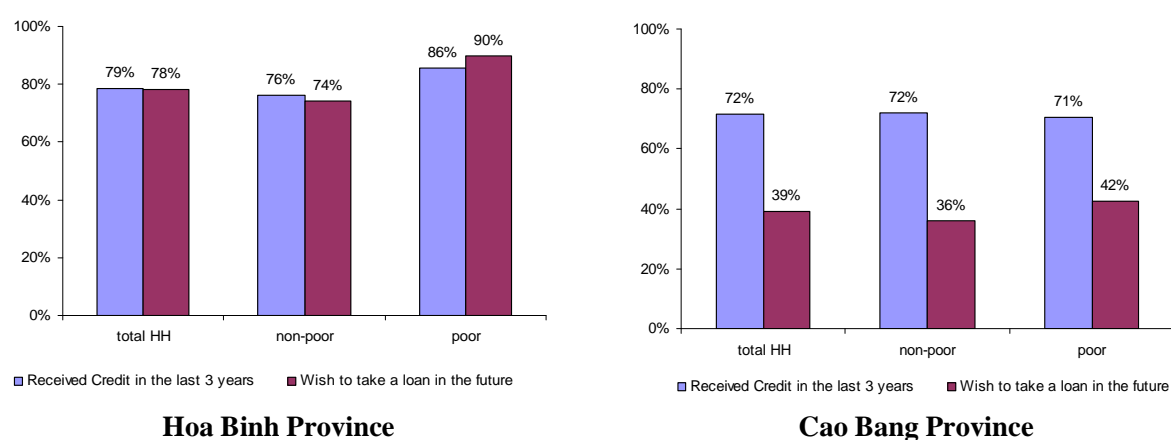 100%
80%
60%
40%
20%
0%
79%
78%
76%
74%
86%
90%
total HH
non-poor
poor
Received Credit in the last 3 years
Wish to take a loan in the future
Hoa Binh Province
100%
80%
60%
40%
20%
0%
72%
39%
72%
36%
71%
42%
total HH
non-poor
poor
Received Credit in the last 3 years
Wish to take a loan in the future
Cao Bang Province